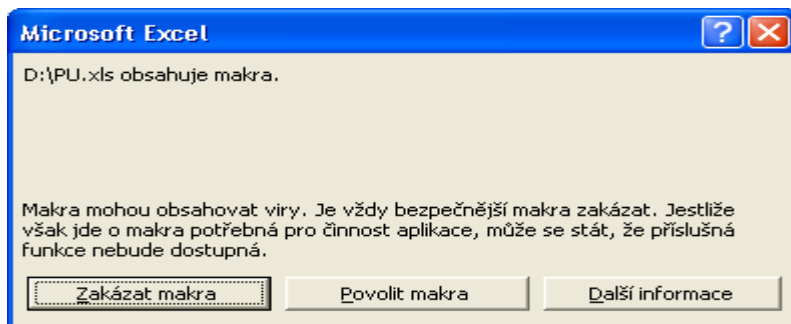 Microsoft Excel
D:\PU.xls obsahuje makra.
Makra mohou obsahovat viry. Je vždy bezpečnější makra zakázat. Jestliže
však jde o makra potřebná pro činnost aplikace, může se stát, že příslušná
funkce nebude dostupná.
Zakázat makra Povolit makra Další informace